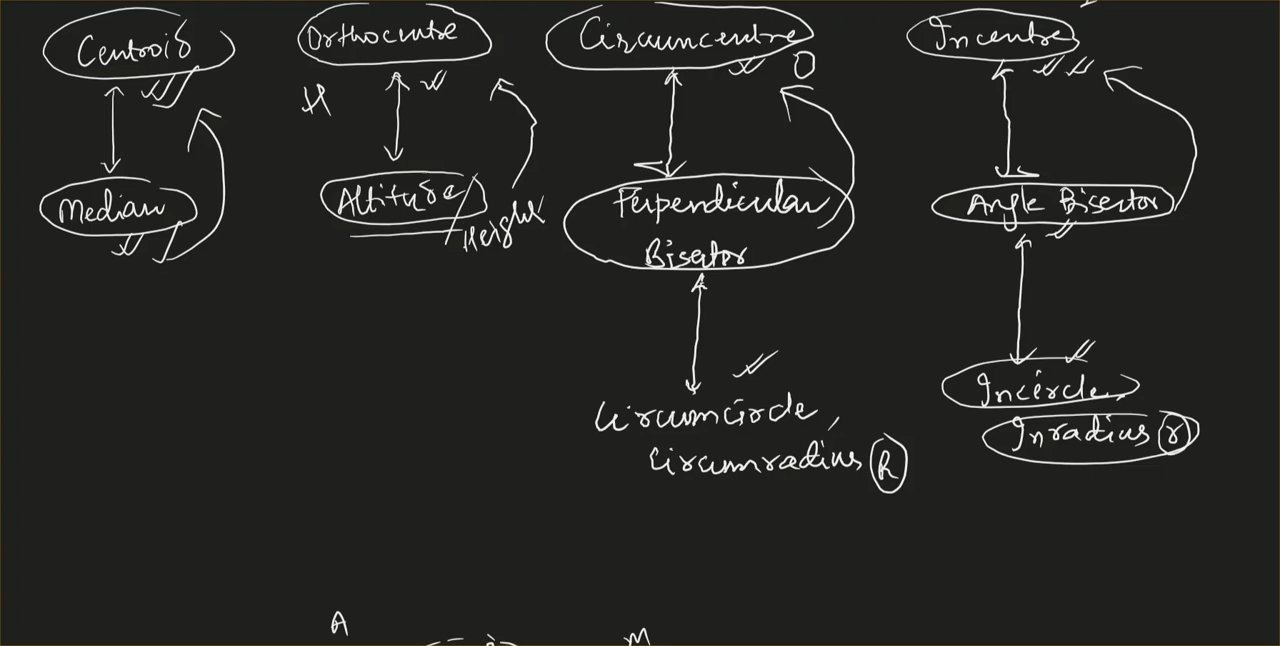 Centroid
Orthocentre
Circumcentre
Incentre
H
O
Median
Altitude/Height
Perpendicular
Bisector
Angle Bisector
Incircle,
Inradius r
Circumcircle,
Circumradius R
A
M